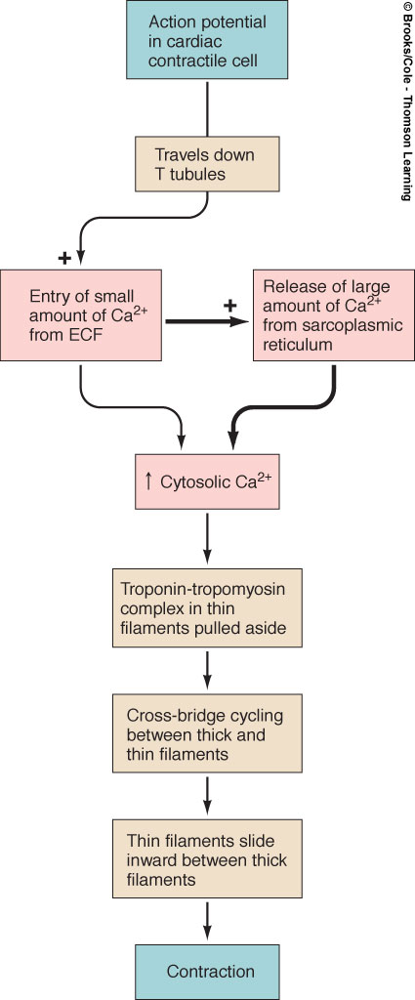 Action potential
in cardiac
contractile cell
© Brooks/Cole - Thomson Learning
Travels down
T tubules
+
Entry of small
amount of Ca²⁺
from ECF
+
Release of large
amount of Ca²⁺
from sarcoplasmic
reticulum
↑ Cytosolic Ca²⁺
Troponin-tropomyosin
complex in thin
filaments pulled aside
Cross-bridge cycling
between thick and
thin filaments
Thin filaments slide
inward between thick
filaments
Contraction